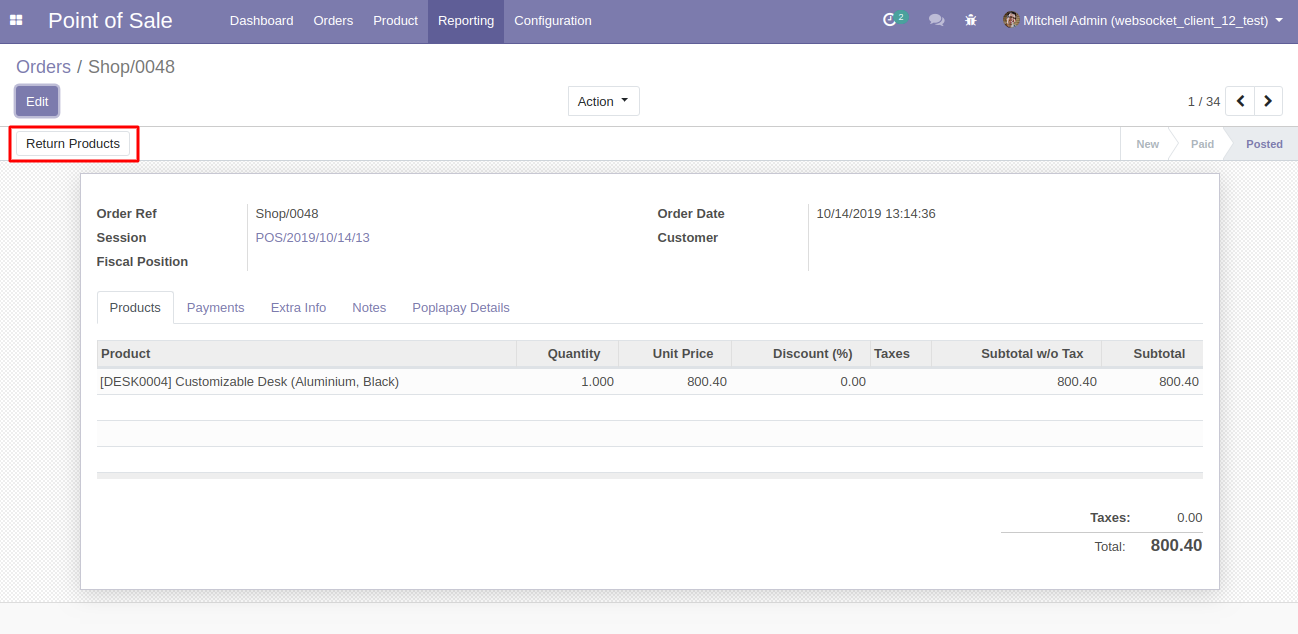 Point of Sale Dashboard Orders Product Reporting Configuration 2 Mitchell Admin (websocket_client_12_test)
Orders / Shop/0048
Edit Action 1 / 34
Return Products New Paid Posted
Order Ref Shop/0048 Order Date 10/14/2019 13:14:36
Session POS/2019/10/14/13 Customer
Fiscal Position
Products Payments Extra Info Notes Poplapay Details
Product Quantity Unit Price Discount (%) Taxes Subtotal w/o Tax Subtotal
[DESK0004] Customizable Desk (Aluminium, Black) 1.000 800.40 0.00 800.40 800.40
Taxes: 0.00
Total: 800.40